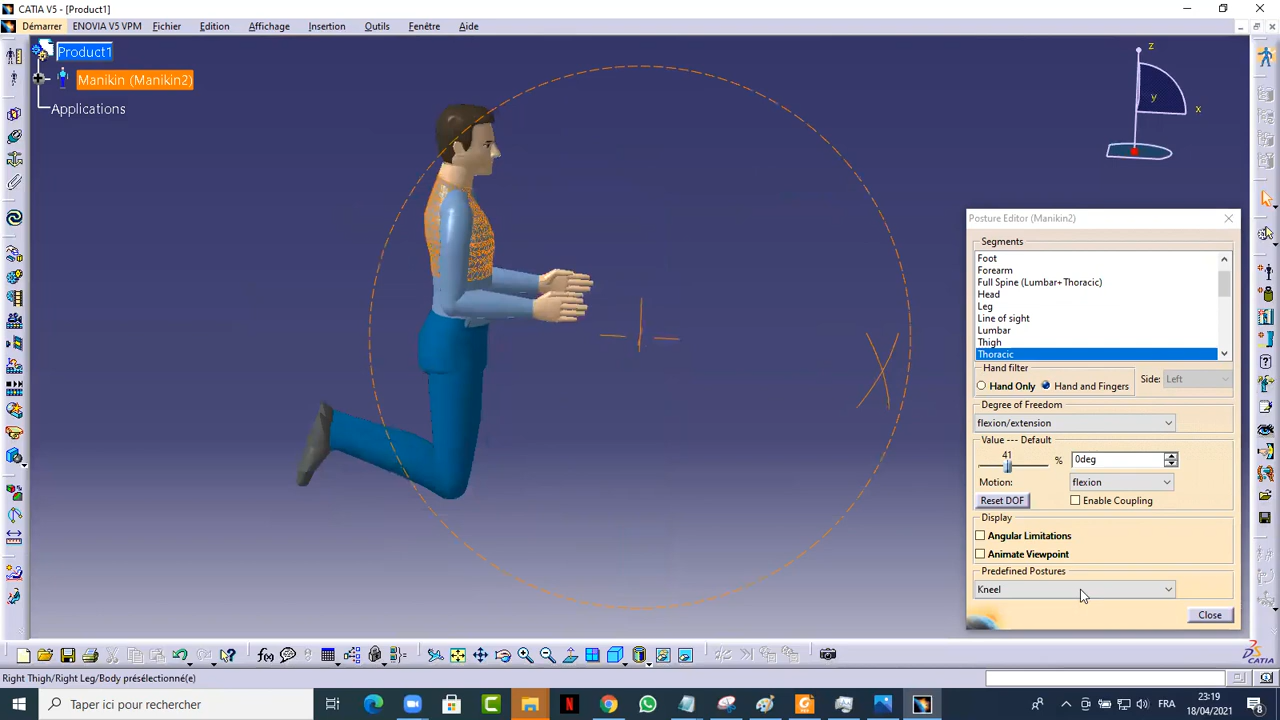 CATIA V5 - [Product1]
Démarrer ENOVIA V5 VPM Fichier Edition Affichage Insertion Outils Fenêtre Aide
Product1
Manikin (Manikin2)
Applications
z
y
x
Posture Editor (Manikin2)
Segments
Foot
Forearm
Full Spine (Lumbar+Thoracic)
Head
Leg
Line of sight
Lumbar
Thigh
Thoracic
Hand filter
Hand Only Hand and Fingers Side: Left
Degree of Freedom
flexion/extension
Value --- Default
41 % 0deg
Motion: flexion
Reset DOF Enable Coupling
Display
Angular Limitations
Animate Viewpoint
Predefined Postures
Kneel
Close
f(x)
CATIA
Right Thigh/Right Leg/Body présélectionné(e)
Taper ici pour rechercher
FRA
23:19
18/04/2021